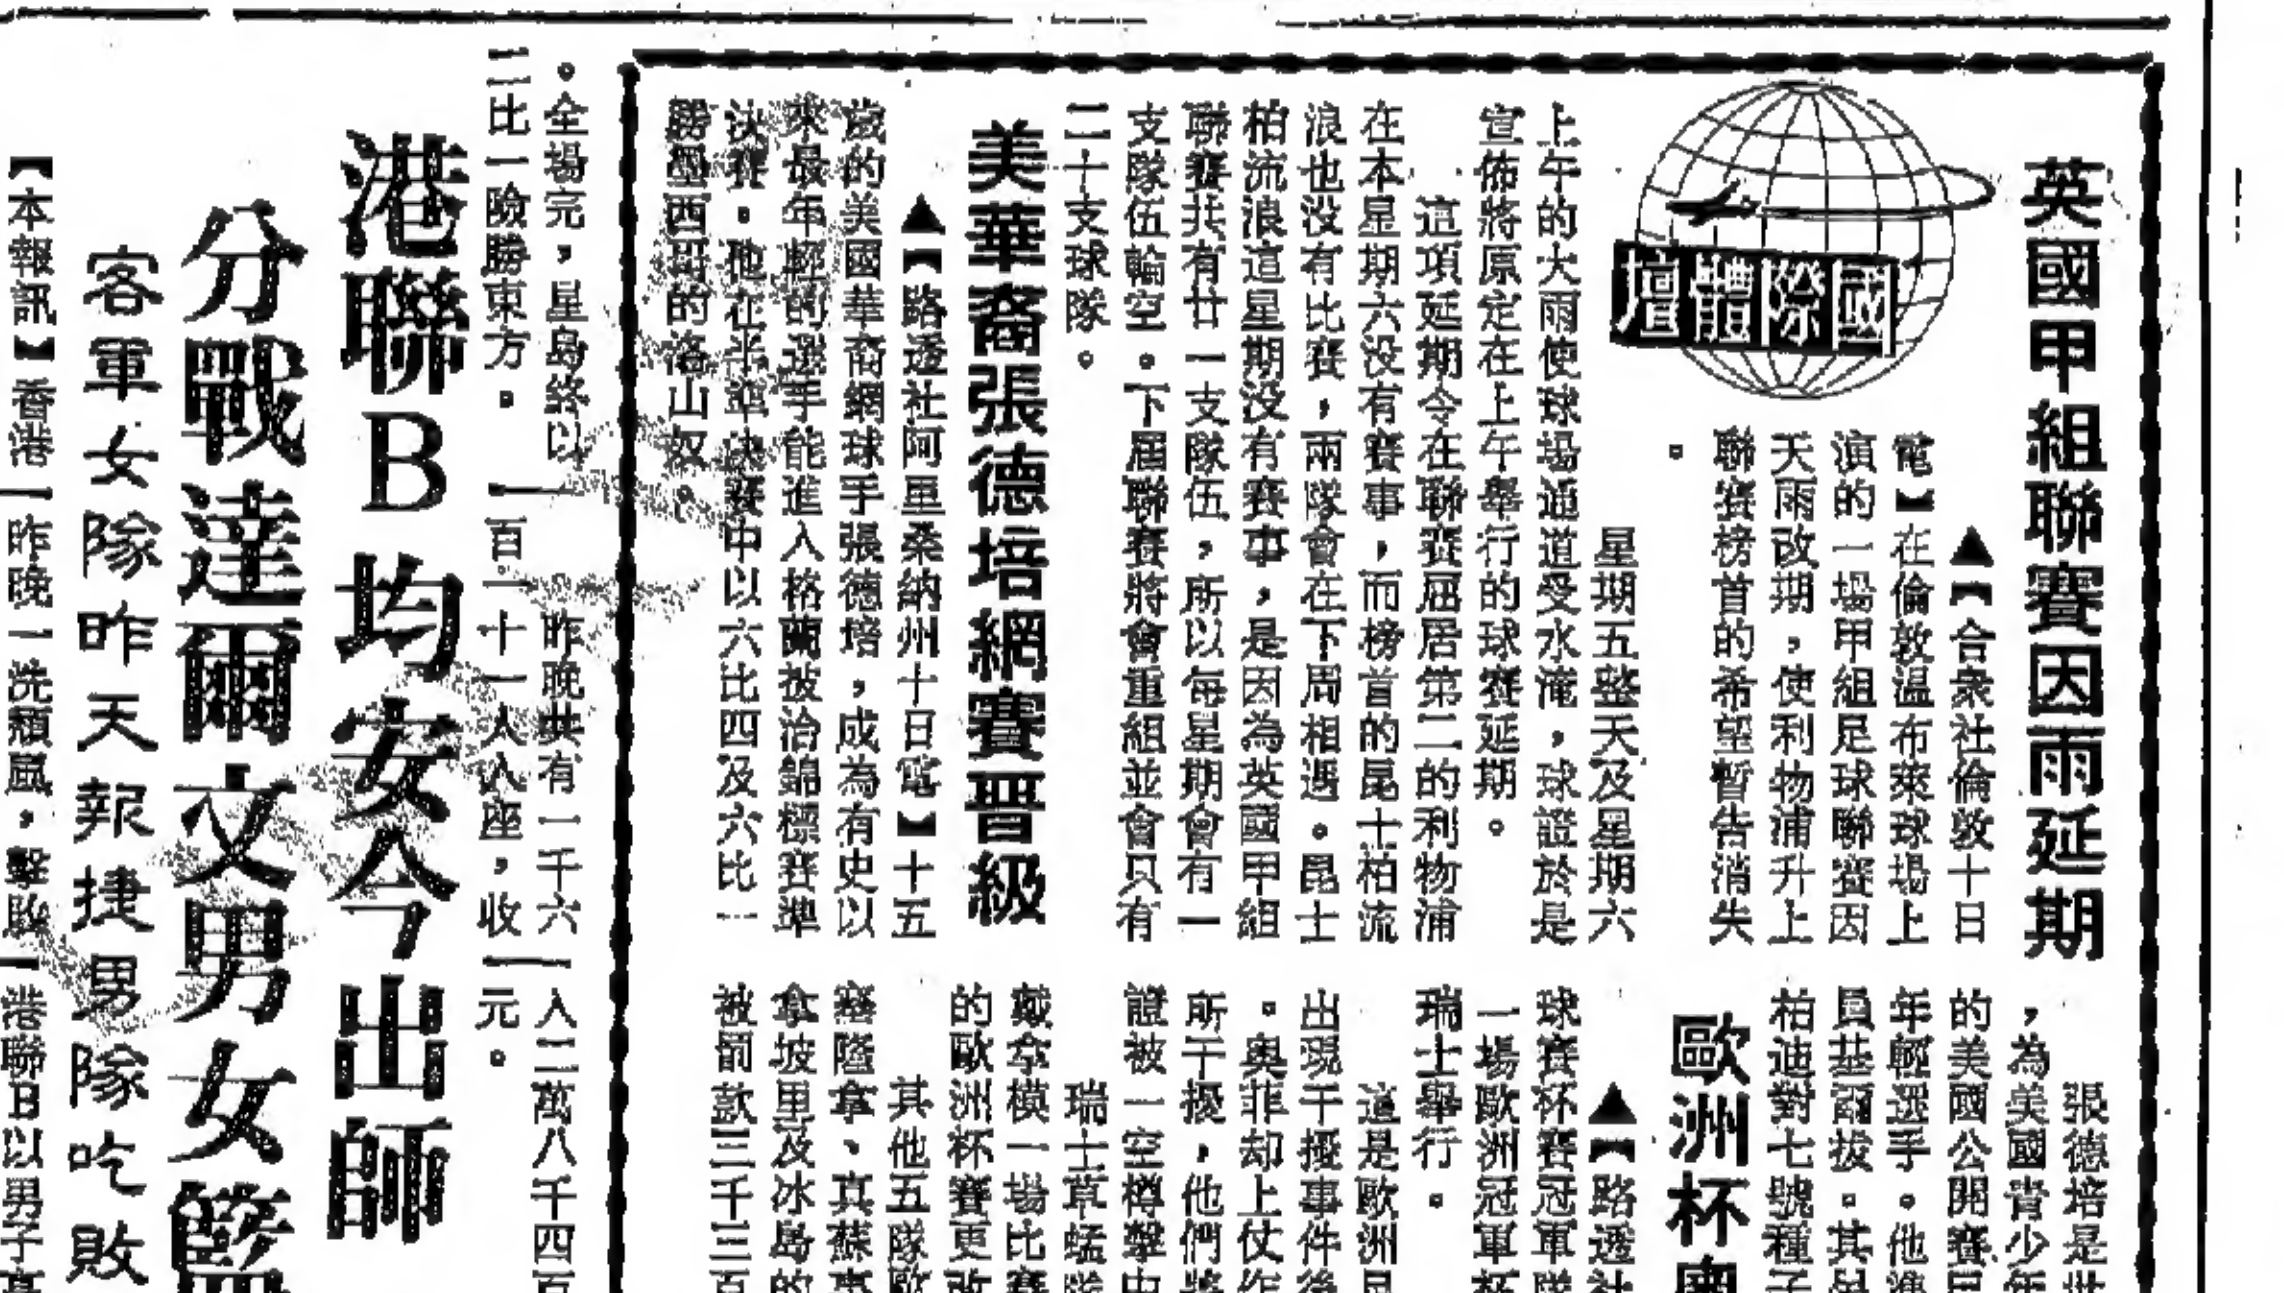 英國甲組聯賽因雨延期
國際體壇
▲【合衆社倫敦十日
電】在倫敦溫布萊球場上
演的一場甲組足球聯賽因
天雨改期，使利物浦升上
聯賽榜首的希望暫告消失
。
星期五整天及星期六
上午的大雨使球場通道受水淹，球證於是
宣佈將原定在上午舉行的球賽延期。
這項延期令在聯賽屈居第二的利物浦
在本星期六没有賽事，而榜首的昆士柏流
浪也没有比賽，兩隊會在下周相遇。昆士
柏流浪這星期没有賽事，是因為英國甲組
聯賽共有廿一支隊伍，所以每星期會有一
支隊伍輪空。下屆聯賽將會重組並會只有
二十支球隊。
美華裔張德培網賽晋級
▲【路透社阿里桑納州十日電】十五
歲的美國華裔網球手張德培，成為有史以
來最年輕的選手能進入格蘭披治錦標賽準
決賽。他在半準決賽中以六比四及六比一
勝墨西哥的洛山奴。
張德培是世
，為美國青少年
的美國公開賽
年輕選手。他準
員基爾拔。其
柏迪對七號種子
歐洲杯奧
▲【路透社
球賽杯賽冠軍隊
一場歐洲冠軍杯
瑞士舉行。
這是歐洲足
出現干擾事件後
。奧菲却上仗作
所干擾，他們將
證被一空樽擊中
瑞士草蜢隊
戴拿模一場比賽
的歐洲杯賽更改
其他五隊歐
塞隆拿、真蘇
拿坡里及冰島的
被罰款三千三百
。全場完，星島終以
二比一險勝東方。
昨晚共有一千六
一百一十一人入座，收
入二萬八千四百
一元。
港聯B均安今出師
分戰達爾文男女籃
客軍女隊昨天報捷男隊吃敗
【本報訊】香港
昨晚一洗頹風，擊敗
港聯B以男子